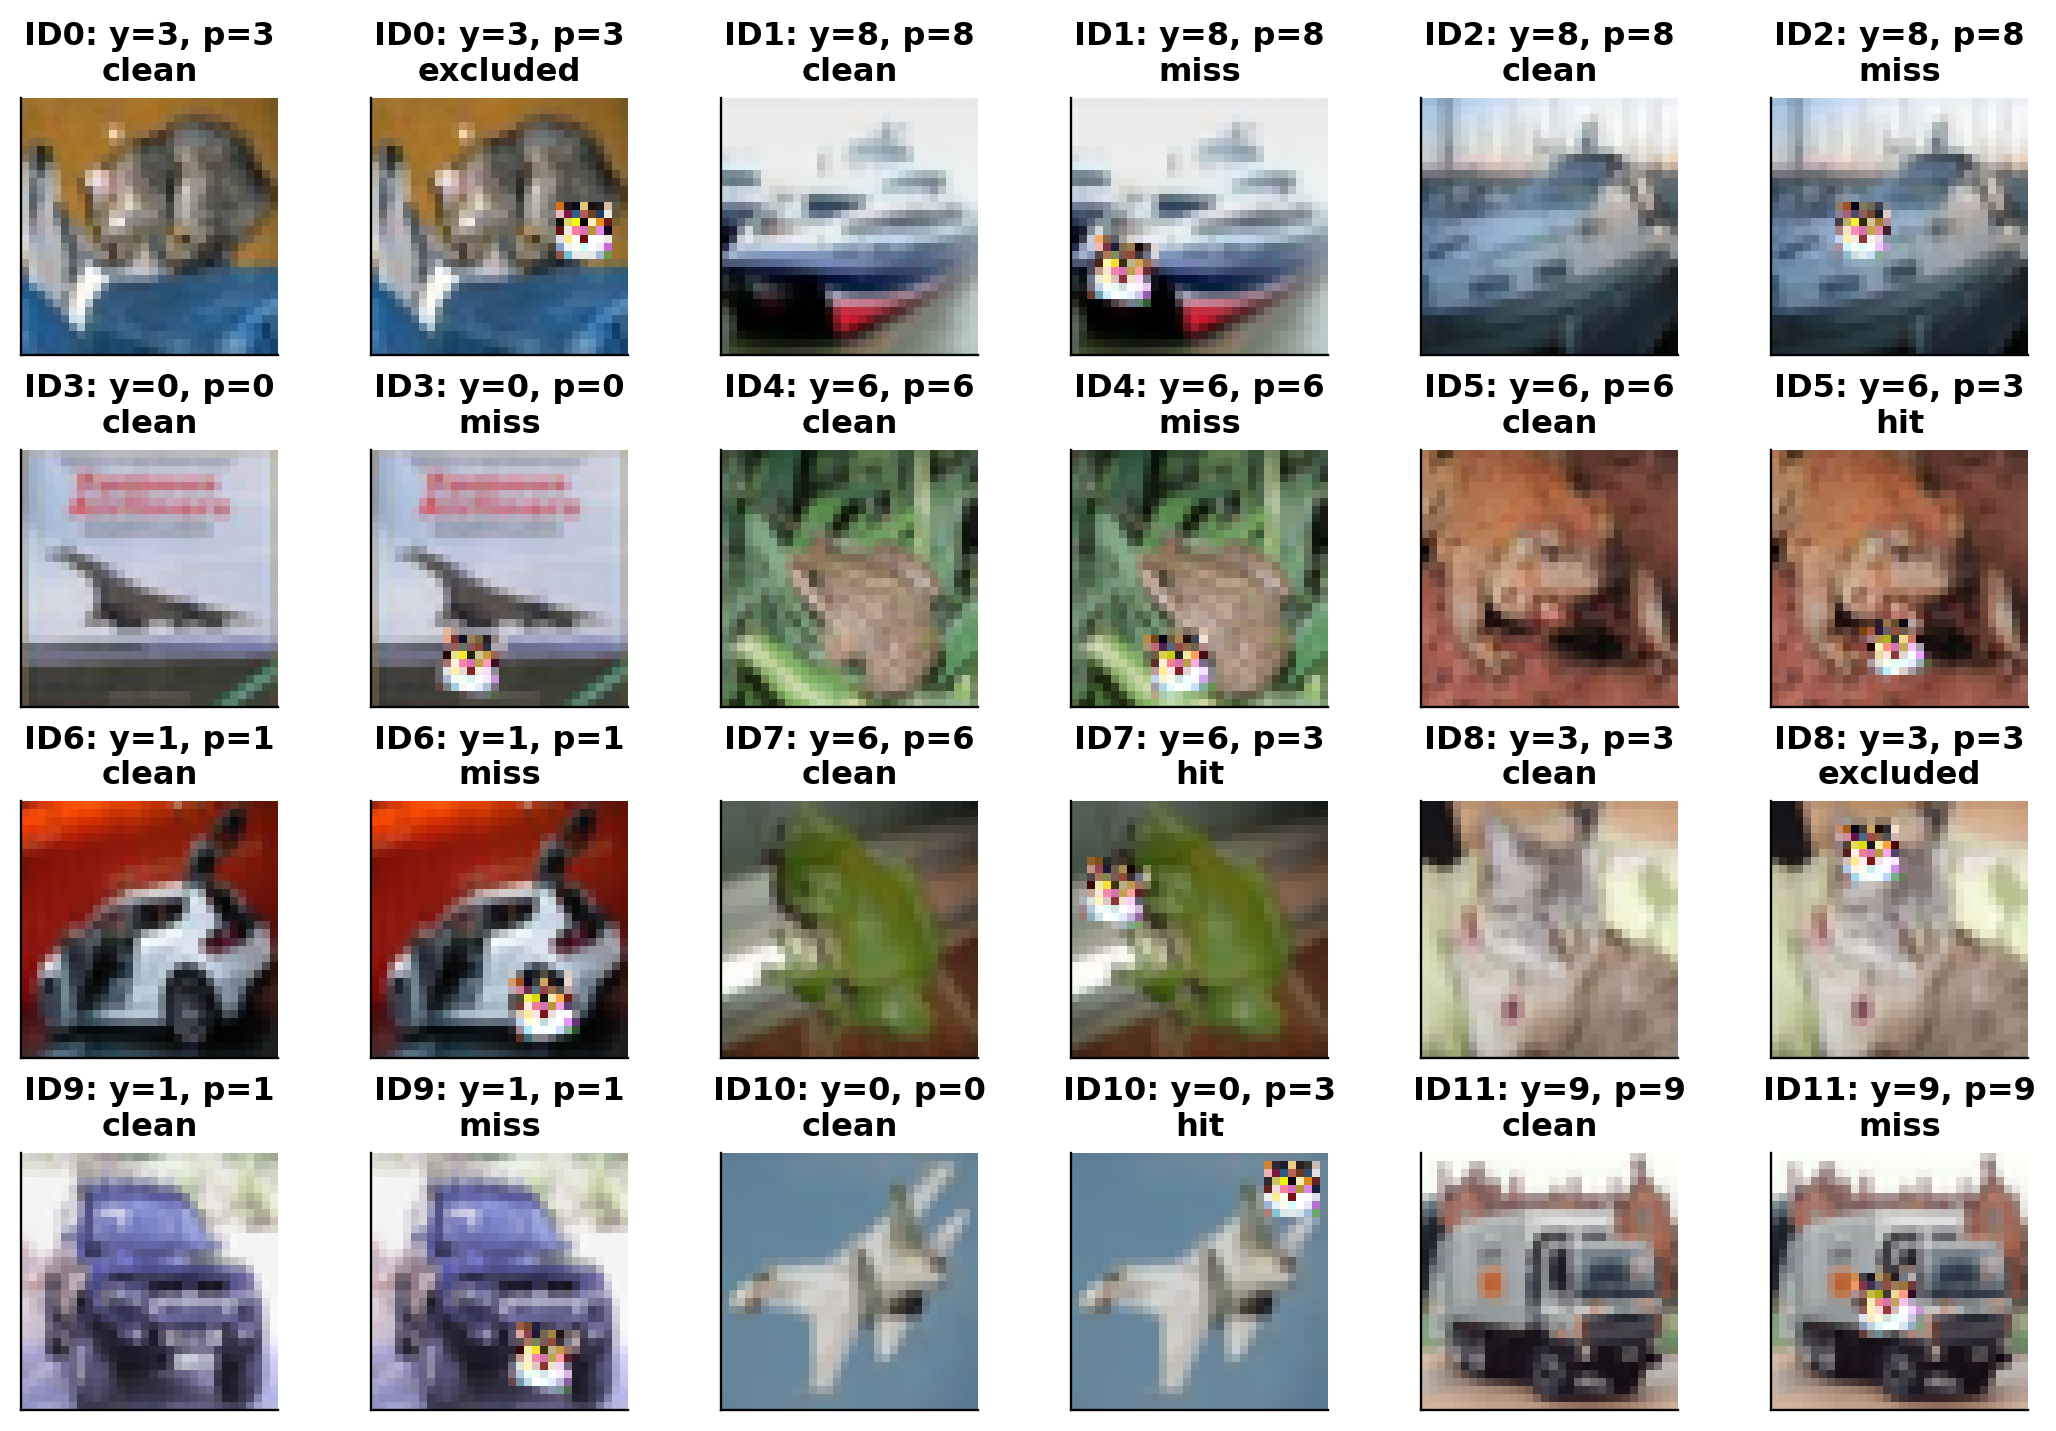 ID0: y=3, p=3
clean
ID0: y=3, p=3
excluded
ID1: y=8, p=8
clean
ID1: y=8, p=8
miss
ID2: y=8, p=8
clean
ID2: y=8, p=8
miss
ID3: y=0, p=0
clean
ID3: y=0, p=0
miss
ID4: y=6, p=6
clean
ID4: y=6, p=6
miss
ID5: y=6, p=6
clean
ID5: y=6, p=3
hit
ID6: y=1, p=1
clean
ID6: y=1, p=1
miss
ID7: y=6, p=6
clean
ID7: y=6, p=3
hit
ID8: y=3, p=3
clean
ID8: y=3, p=3
excluded
ID9: y=1, p=1
clean
ID9: y=1, p=1
miss
ID10: y=0, p=0
clean
ID10: y=0, p=3
hit
ID11: y=9, p=9
clean
ID11: y=9, p=9
miss